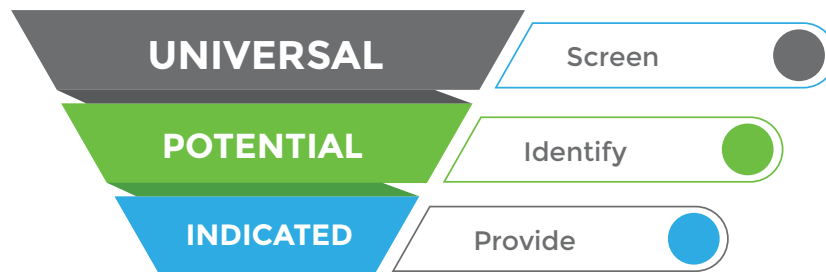 UNIVERSAL
Screen
POTENTIAL
Identify
INDICATED
Provide